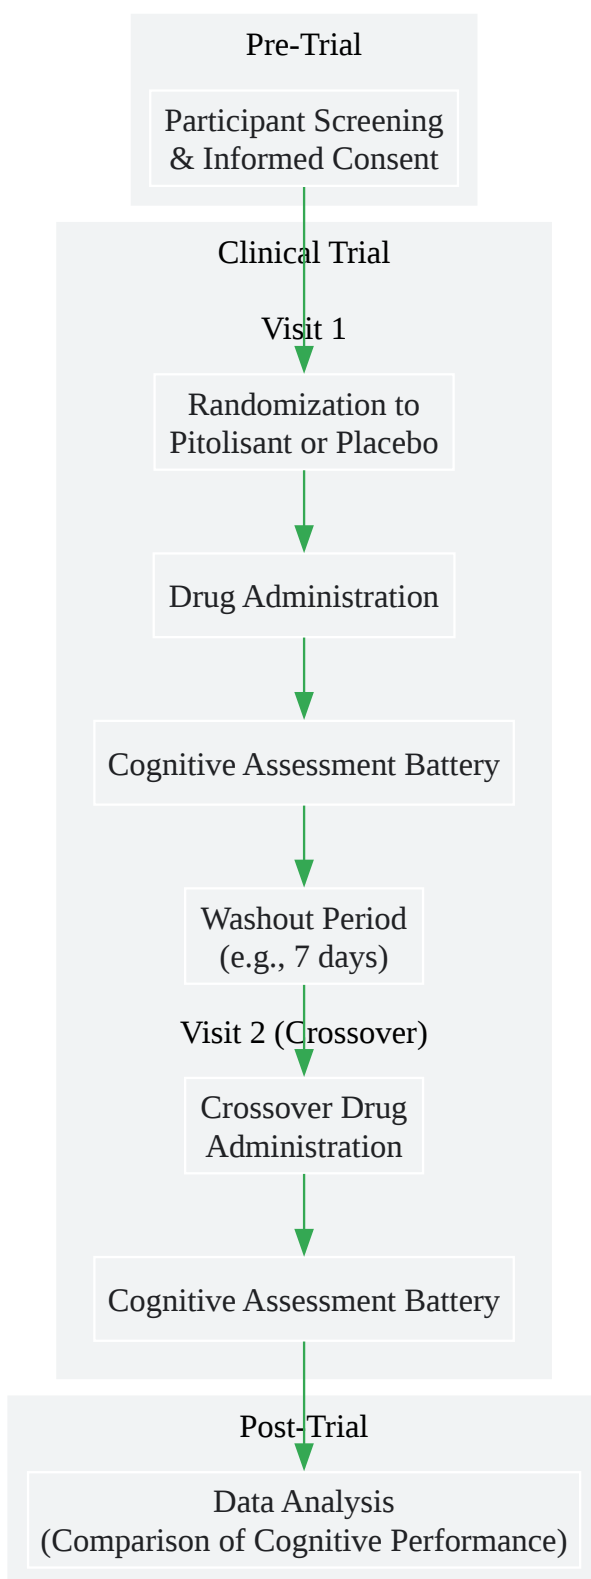 Pre-Trial
Participant Screening
& Informed Consent
Clinical Trial
Visit 1
Randomization to
Pitolisant or Placebo
Drug Administration
Cognitive Assessment Battery
Washout Period
(e.g., 7 days)
Visit 2 (Crossover)
Crossover Drug
Administration
Cognitive Assessment Battery
Post-Trial
Data Analysis
(Comparison of Cognitive Performance)